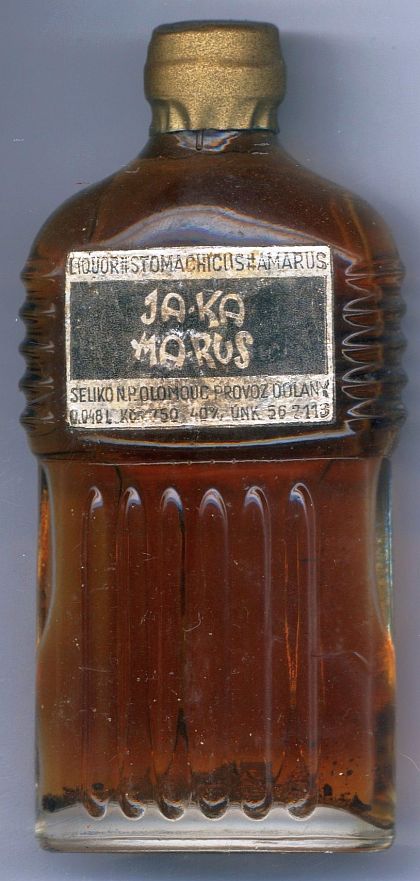 LIQUOR#STOMACHICUS#AMARUS
JA·KA
MA·RUS
SELIKO N.P. OLOMOUC PROVOZ DOLANY
0.048 L KČS 7.50 40% UNK 56 2113